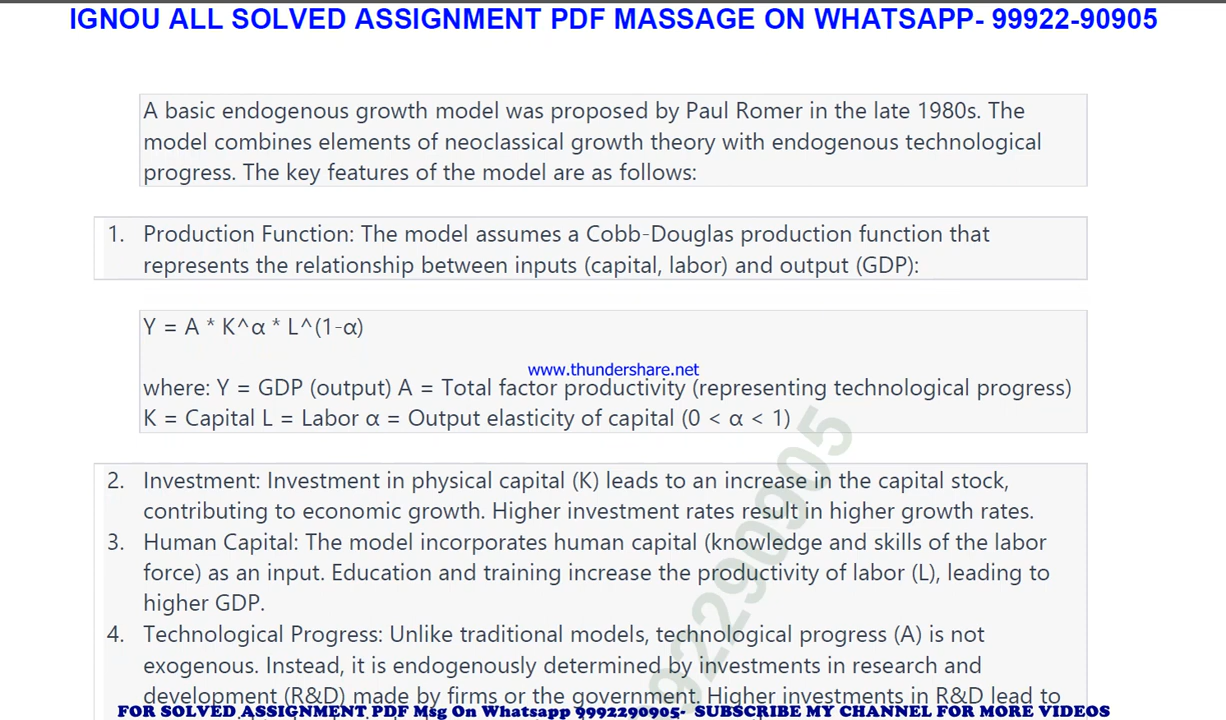 IGNOU ALL SOLVED ASSIGNMENT PDF MASSAGE ON WHATSAPP- 99922-90905
A basic endogenous growth model was proposed by Paul Romer in the late 1980s. The
model combines elements of neoclassical growth theory with endogenous technological
progress. The key features of the model are as follows:
1. Production Function: The model assumes a Cobb-Douglas production function that
represents the relationship between inputs (capital, labor) and output (GDP):
Y = A * K^α * L^(1-α)
www.thundershare.net
where: Y = GDP (output) A = Total factor productivity (representing technological progress)
K = Capital L = Labor α = Output elasticity of capital (0 < α < 1)
2. Investment: Investment in physical capital (K) leads to an increase in the capital stock,
contributing to economic growth. Higher investment rates result in higher growth rates.
3. Human Capital: The model incorporates human capital (knowledge and skills of the labor
force) as an input. Education and training increase the productivity of labor (L), leading to
higher GDP.
4. Technological Progress: Unlike traditional models, technological progress (A) is not
exogenous. Instead, it is endogenously determined by investments in research and
development (R&D) made by firms or the government. Higher investments in R&D lead to
FOR SOLVED ASSIGNMENT PDF Msg On Whatsapp 9992290905- SUBSCRIBE MY CHANNEL FOR MORE VIDEOS